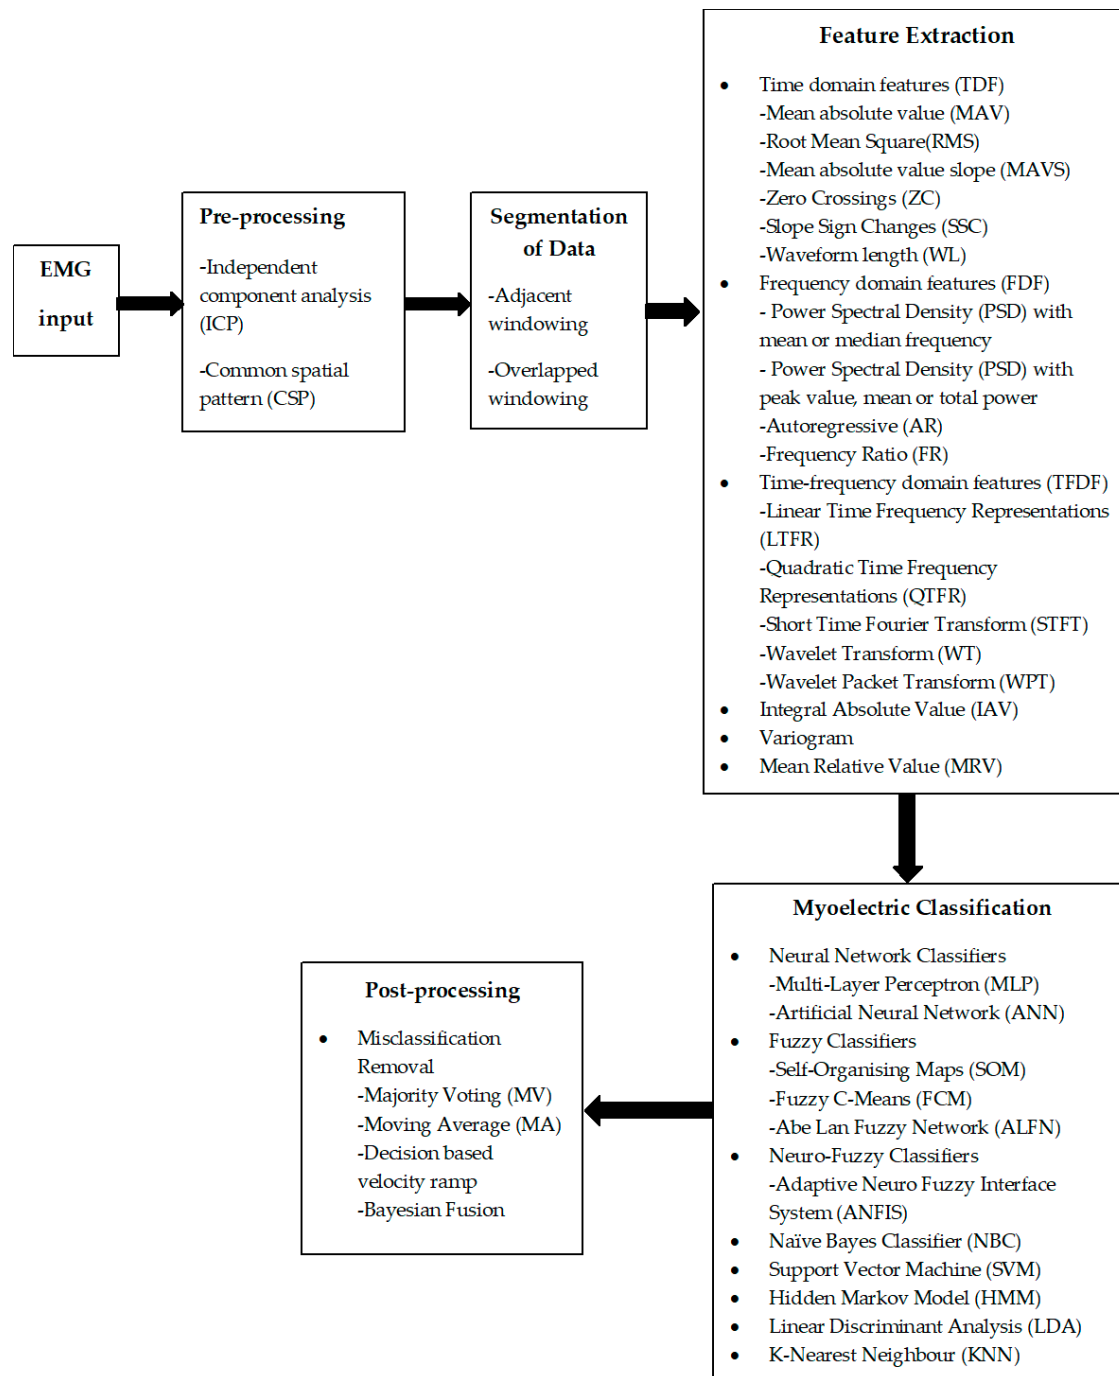 EMG
input
Pre-processing
-Independent
component analysis
(ICP)
-Common spatial
pattern (CSP)
Segmentation
of Data
-Adjacent
windowing
-Overlapped
windowing
Feature Extraction
• Time domain features (TDF)
-Mean absolute value (MAV)
-Root Mean Square(RMS)
-Mean absolute value slope (MAVS)
-Zero Crossings (ZC)
-Slope Sign Changes (SSC)
-Waveform length (WL)
• Frequency domain features (FDF)
- Power Spectral Density (PSD) with
mean or median frequency
- Power Spectral Density (PSD) with
peak value, mean or total power
-Autoregressive (AR)
-Frequency Ratio (FR)
• Time-frequency domain features (TFDF)
-Linear Time Frequency Representations
(LTFR)
-Quadratic Time Frequency
Representations (QTFR)
-Short Time Fourier Transform (STFT)
-Wavelet Transform (WT)
-Wavelet Packet Transform (WPT)
• Integral Absolute Value (IAV)
• Variogram
• Mean Relative Value (MRV)
Myoelectric Classification
• Neural Network Classifiers
-Multi-Layer Perceptron (MLP)
-Artificial Neural Network (ANN)
• Fuzzy Classifiers
-Self-Organising Maps (SOM)
-Fuzzy C-Means (FCM)
-Abe Lan Fuzzy Network (ALFN)
• Neuro-Fuzzy Classifiers
-Adaptive Neuro Fuzzy Interface
System (ANFIS)
• Naïve Bayes Classifier (NBC)
• Support Vector Machine (SVM)
• Hidden Markov Model (HMM)
• Linear Discriminant Analysis (LDA)
• K-Nearest Neighbour (KNN)
Post-processing
• Misclassification
Removal
-Majority Voting (MV)
-Moving Average (MA)
-Decision based
velocity ramp
-Bayesian Fusion